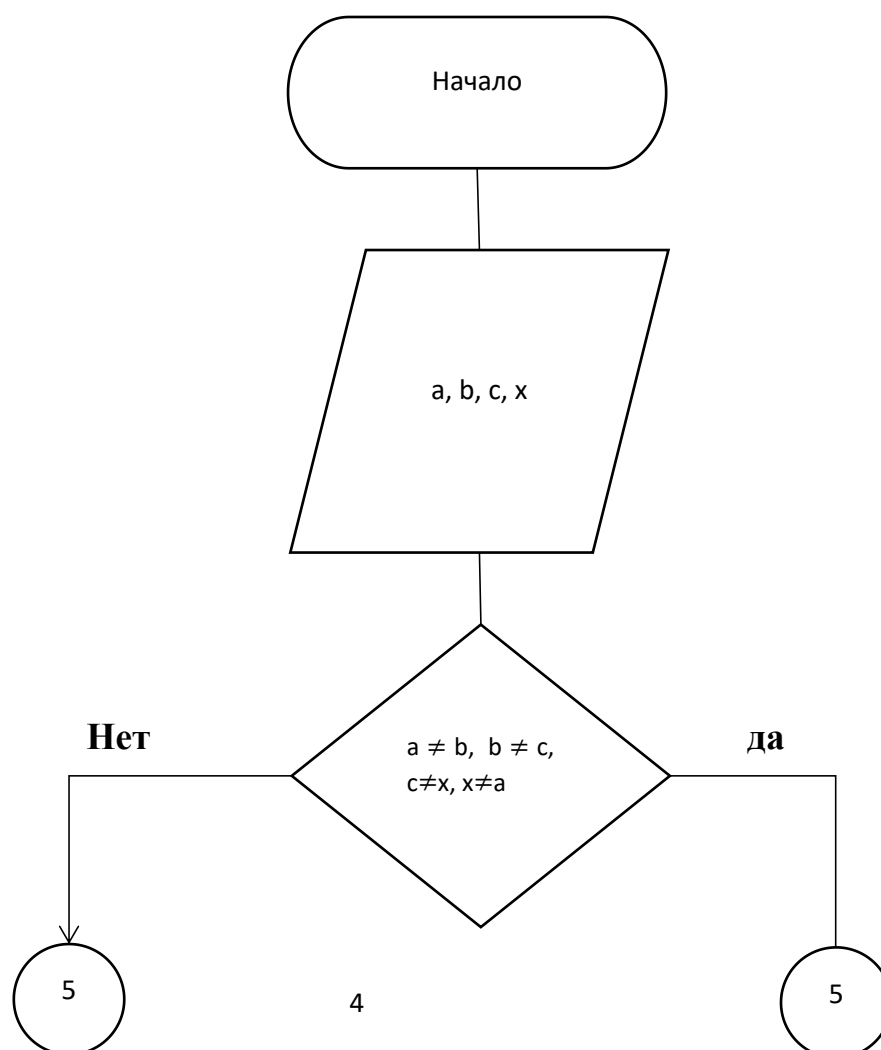 Начало
a, b, c, x
Нет
a ≠ b, b ≠ c,
c≠x, x≠a
да
5
4
5